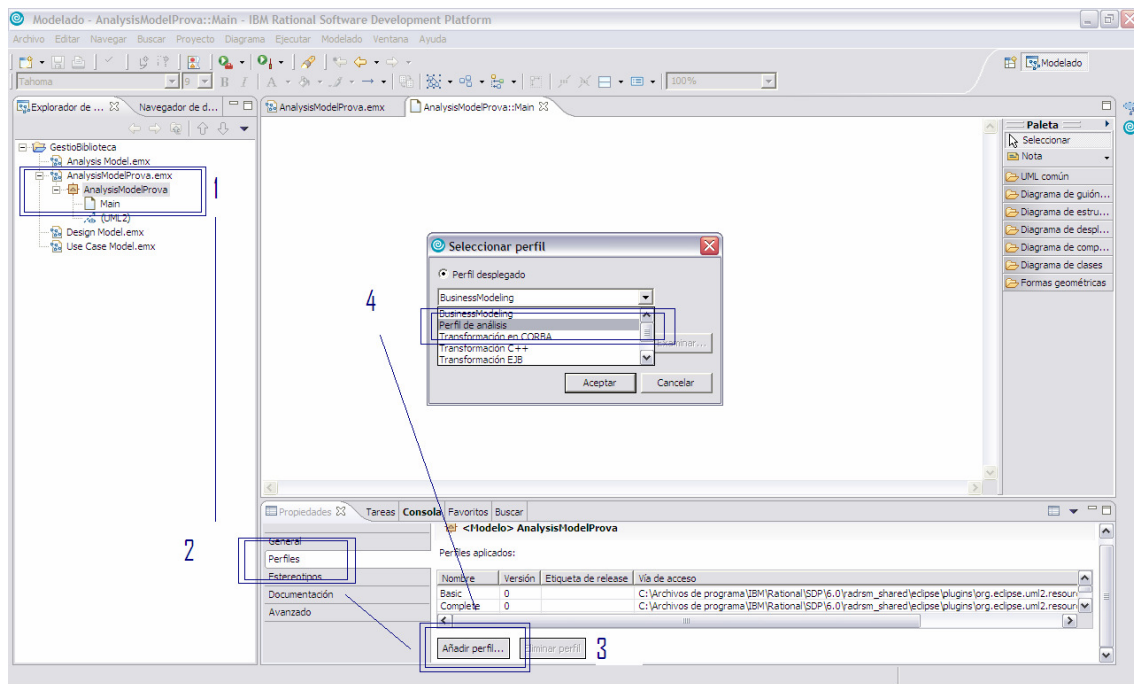 Modelado - AnalysisModelProva::Main - IBM Rational Software Development Platform
Archivo Editar Navegar Buscar Proyecto Diagrama Ejecutar Modelado Ventana Ayuda
Modelado
Tahoma 9 B I A 100%
Explorador de ... Navegador de d...
AnalysisModelProva.emx AnalysisModelProva::Main
GestioBiblioteca
Analysis Model.emx
AnalysisModelProva.emx
AnalysisModelProva
Main
(UML2)
Design Model.emx
Use Case Model.emx
1
Paleta
Seleccionar
Nota
UML común
Diagrama de guión...
Diagrama de estru...
Diagrama de despl...
Diagrama de comp...
Diagrama de clases
Formas geométricas
4
Seleccionar perfil
Perfil desplegado
BusinessModeling
BusinessModeling
Perfil de análisis
Transformación en CORBA
Transformación C++
Transformación EJB
Examinar...
Aceptar Cancelar
2
Propiedades Tareas Consola Favoritos Buscar
General
Perfiles
Estereotipos
Documentación
Avanzado
<Modelo> AnalysisModelProva
Perfiles aplicados:
Nombre Versión Etiqueta de release Vía de acceso
Basic 0 C:\Archivos de programa\IBM\Rational\SDP\6.0\radrsm_shared\eclipse\plugins\org.eclipse.uml2.resour
Complete 0 C:\Archivos de programa\IBM\Rational\SDP\6.0\radrsm_shared\eclipse\plugins\org.eclipse.uml2.resour
Añadir perfil... Eliminar perfil 3